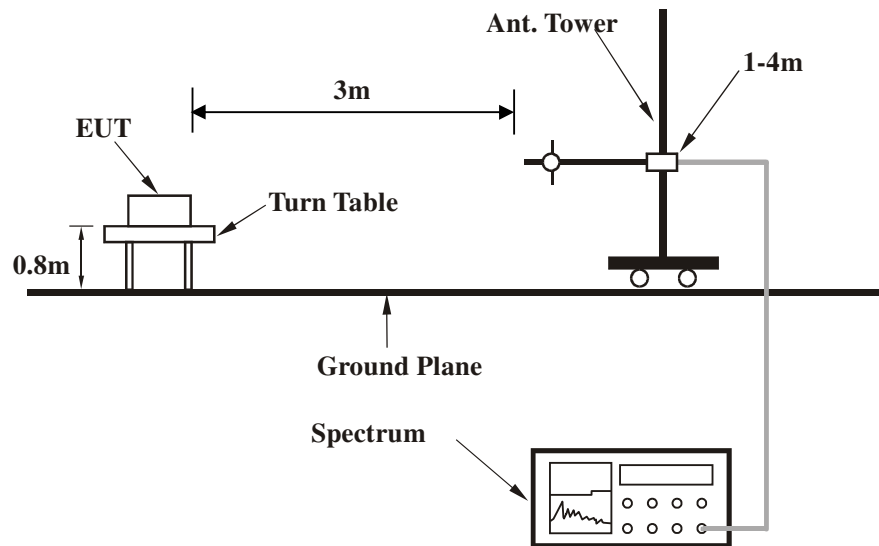 Ant. Tower
1-4m
3m
EUT
Turn Table
0.8m
Ground Plane
Spectrum